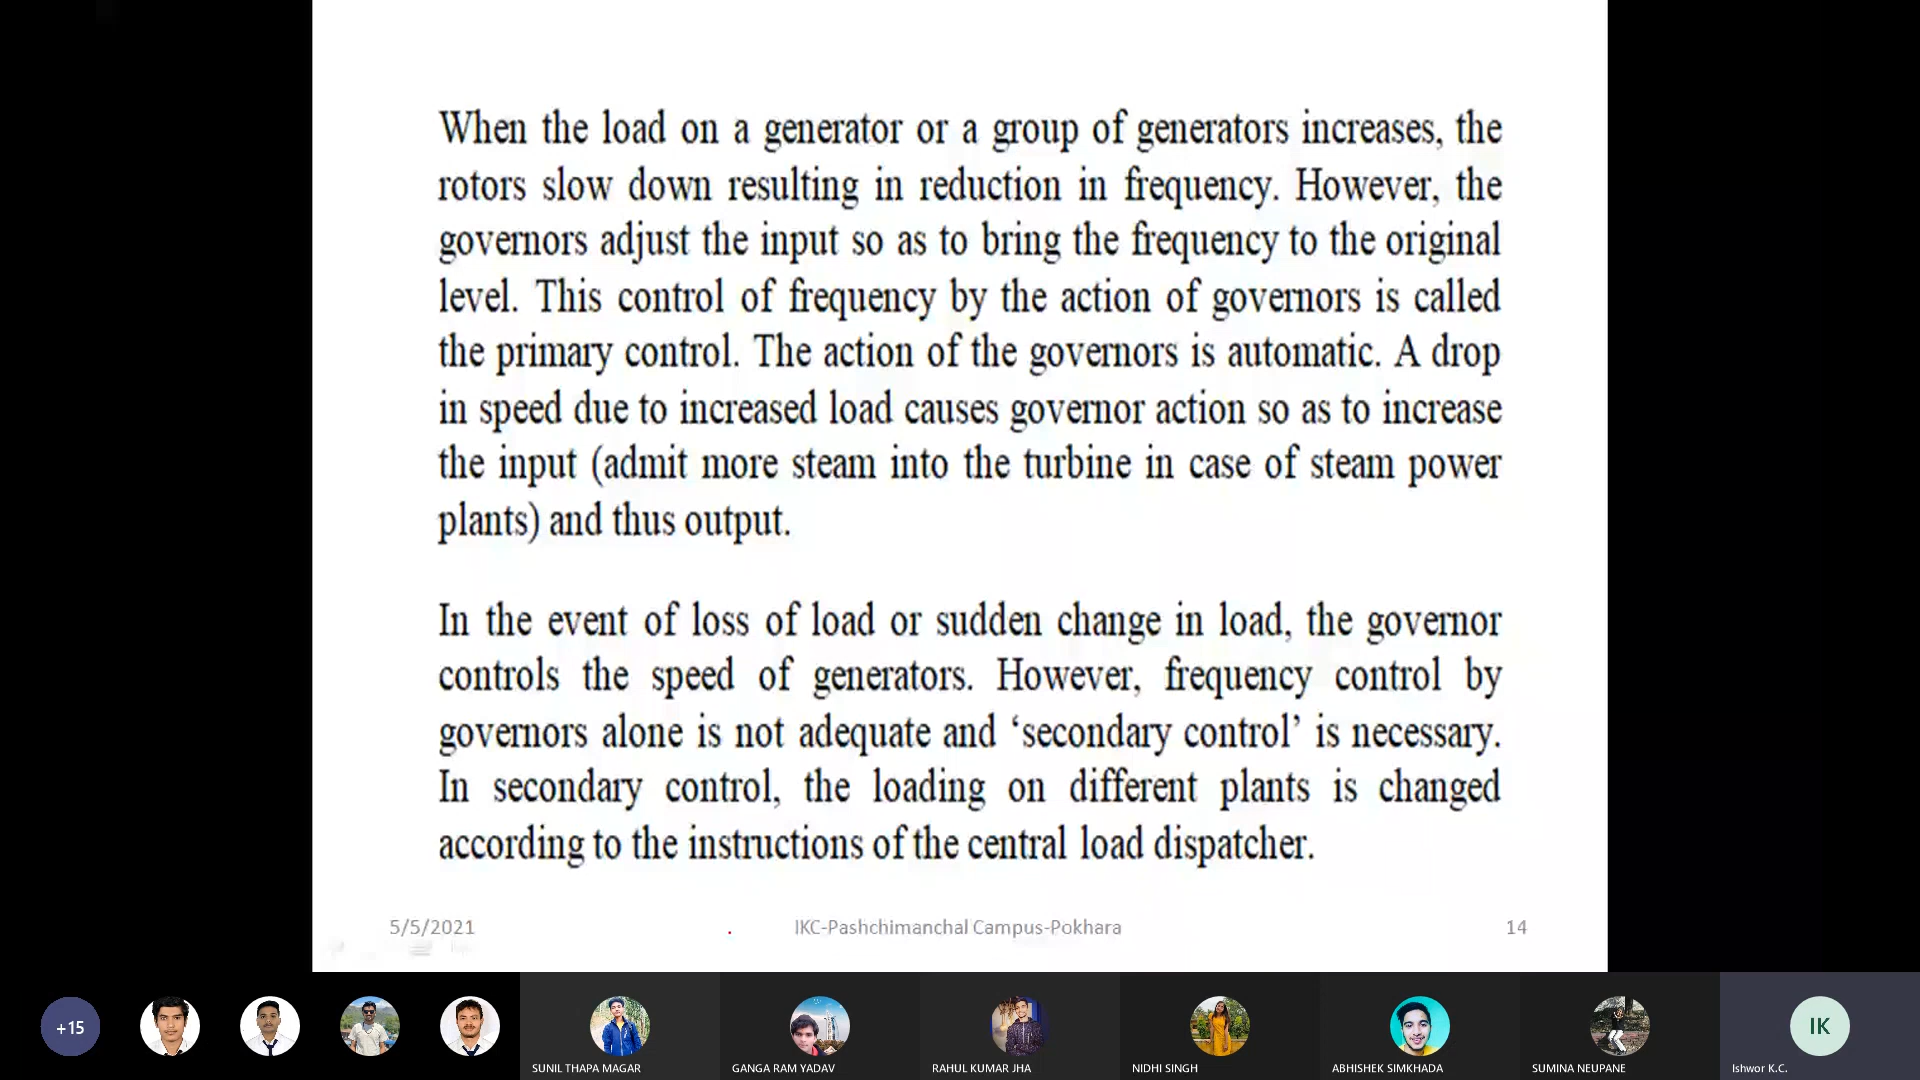 When the load on a generator or a group of generators increases, the
rotors slow down resulting in reduction in frequency. However, the
governors adjust the input so as to bring the frequency to the original
level. This control of frequency by the action of governors is called
the primary control. The action of the governors is automatic. A drop
in speed due to increased load causes governor action so as to increase
the input (admit more steam into the turbine in case of steam power
plants) and thus output.
In the event of loss of load or sudden change in load, the governor
controls the speed of generators. However, frequency control by
governors alone is not adequate and ‘secondary control’ is necessary.
In secondary control, the loading on different plants is changed
according to the instructions of the central load dispatcher.
5/5/2021 IKC-Pashchimanchal Campus-Pokhara 14
+15 IK
SUNIL THAPA MAGAR GANGA RAM YADAV RAHUL KUMAR JHA NIDHI SINGH ABHISHEK SIMKHADA SUMINA NEUPANE Ishwor K.C.